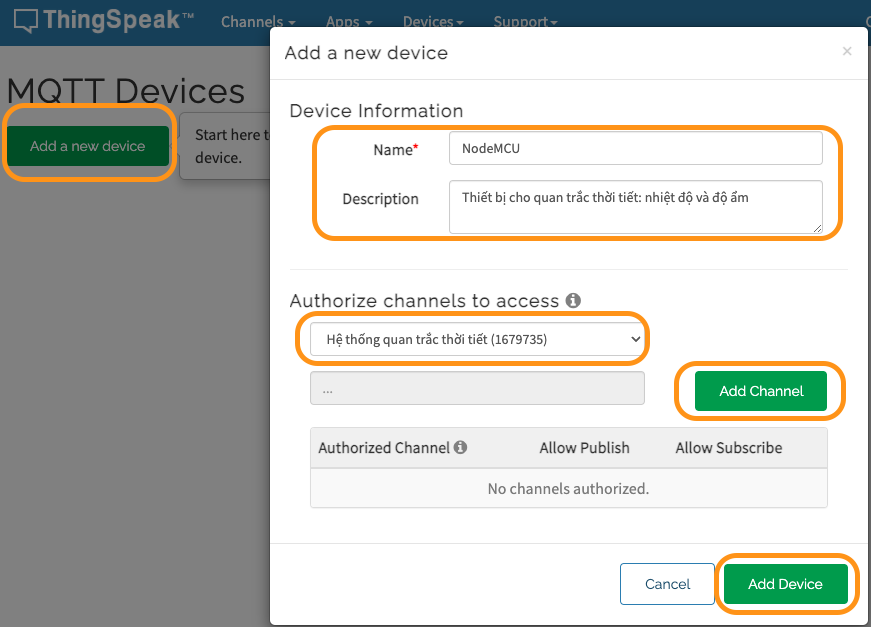 ThingSpeak™ Channels Apps Devices Support
Add a new device
×
MQTT Devices
Device Information
Add a new device
Start here to
device.
Name* NodeMCU
Description Thiết bị cho quan trắc thời tiết: nhiệt độ và độ ẩm
Authorize channels to access
Hệ thống quan trắc thời tiết (1679735)
...
Add Channel
Authorized Channel Allow Publish Allow Subscribe
No channels authorized.
Cancel Add Device